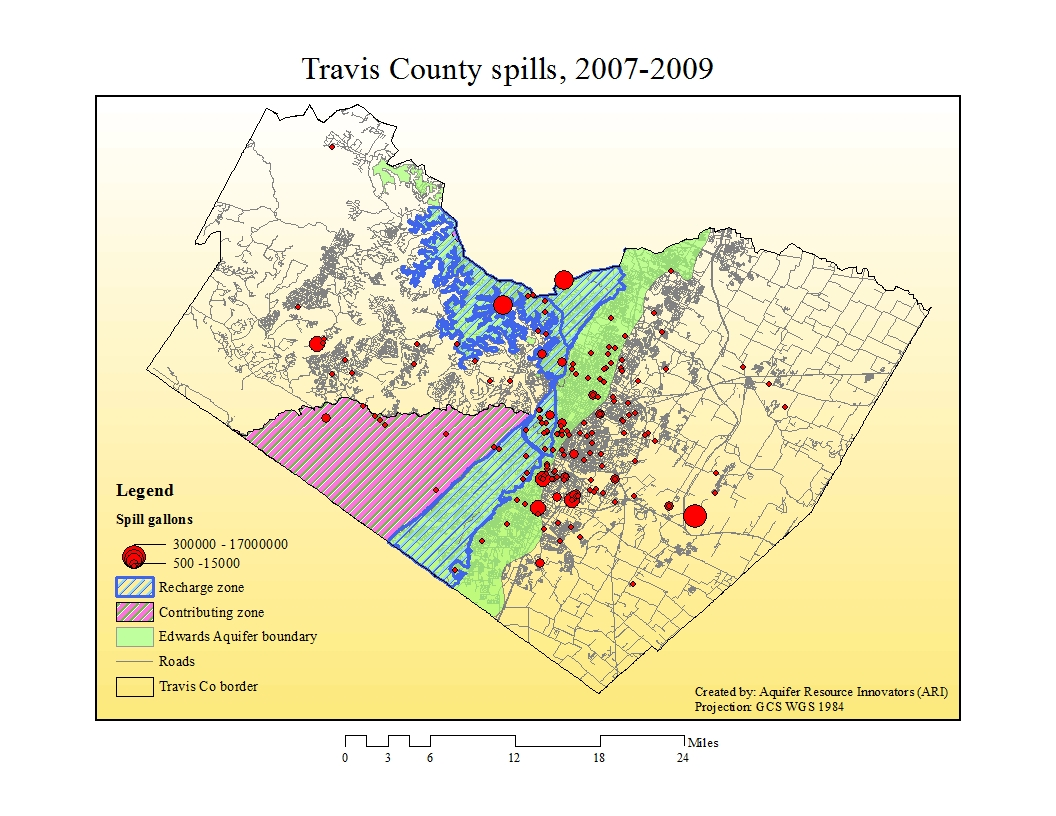 Travis County spills, 2007-2009
Legend
Spill gallons
300000 - 17000000
500 -15000
Recharge zone
Contributing zone
Edwards Aquifer boundary
Roads
Travis Co border
Created by: Aquifer Resource Innovators (ARI)
Projection: GCS WGS 1984
Miles
0 3 6 12 18 24